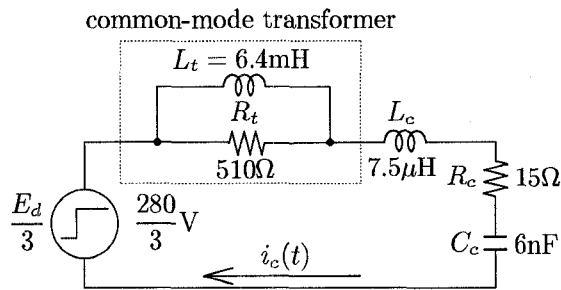 common-mode transformer
L_t = 6.4mH
R_t
510Ω
L_c
7.5μH
R_c
15Ω
E_d/3
280/3 V
C_c
6nF
i_c(t)